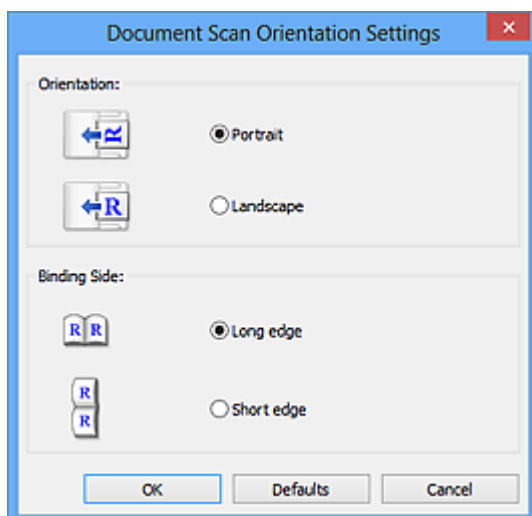 Document Scan Orientation Settings
x
Orientation:
R
Portrait
R
Landscape
Binding Side:
R R
Long edge
R
R
Short edge
OK Defaults Cancel